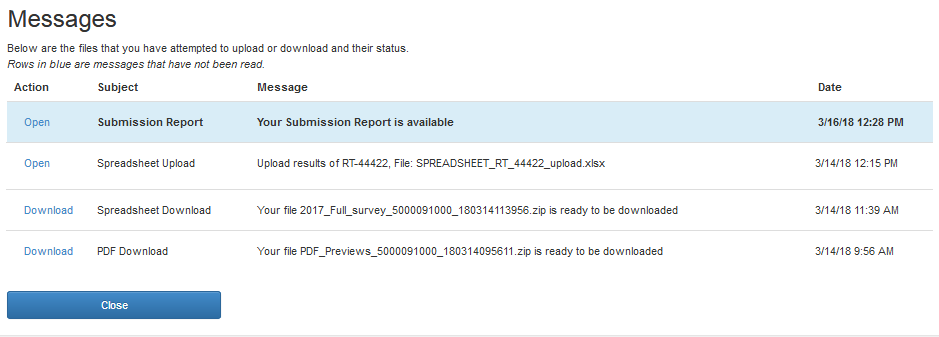 Messages
Below are the files that you have attempted to upload or download and their status.
Rows in blue are messages that have not been read.
Action Subject Message Date
Open Submission Report Your Submission Report is available 3/16/18 12:28 PM
Open Spreadsheet Upload Upload results of RT-44422, File: SPREADSHEET_RT_44422_upload.xlsx 3/14/18 12:15 PM
Download Spreadsheet Download Your file 2017_Full_survey_5000091000_180314113956.zip is ready to be downloaded 3/14/18 11:39 AM
Download PDF Download Your file PDF_Previews_5000091000_180314095611.zip is ready to be downloaded 3/14/18 9:56 AM
Close